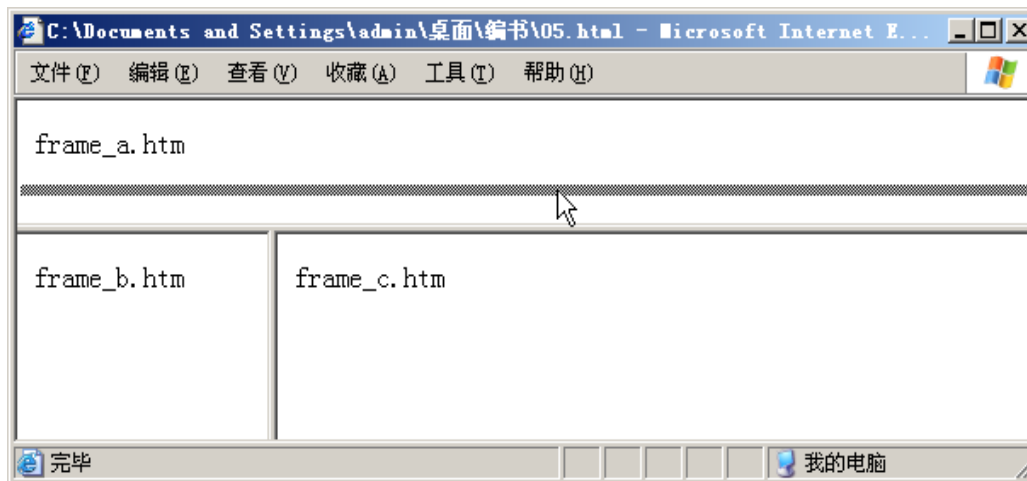 C:\Documents and Settings\admin\桌面\编书\05.html - Microsoft Internet E...
文件(F) 编辑(E) 查看(V) 收藏(A) 工具(T) 帮助(H)
frame_a.htm
frame_b.htm frame_c.htm
完毕 我的电脑